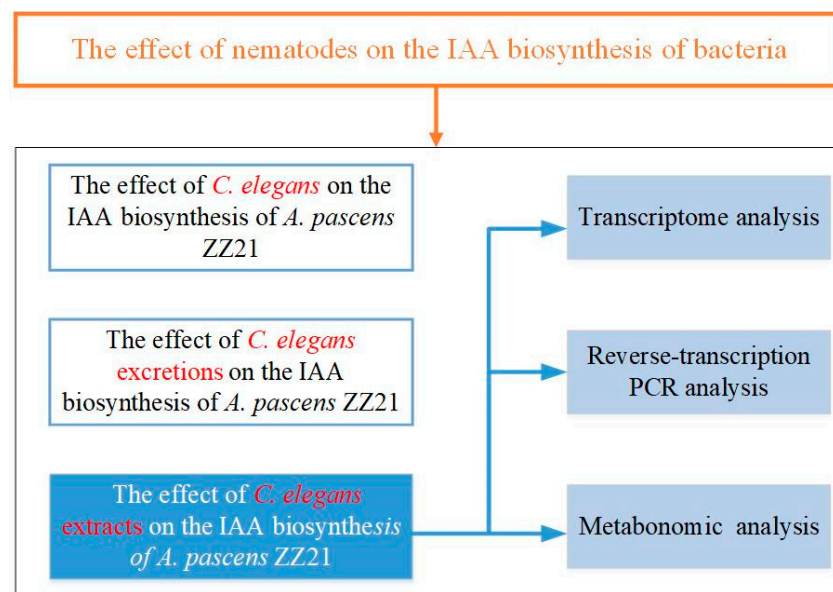 The effect of nematodes on the IAA biosynthesis of bacteria
The effect of C. elegans on the
IAA biosynthesis of A. pascens
ZZ21
The effect of C. elegans
excretions on the IAA
biosynthesis of A. pascens ZZ21
The effect of C. elegans
extracts on the IAA biosynthesis
of A. pascens ZZ21
Transcriptome analysis
Reverse-transcription
PCR analysis
Metabonomic analysis